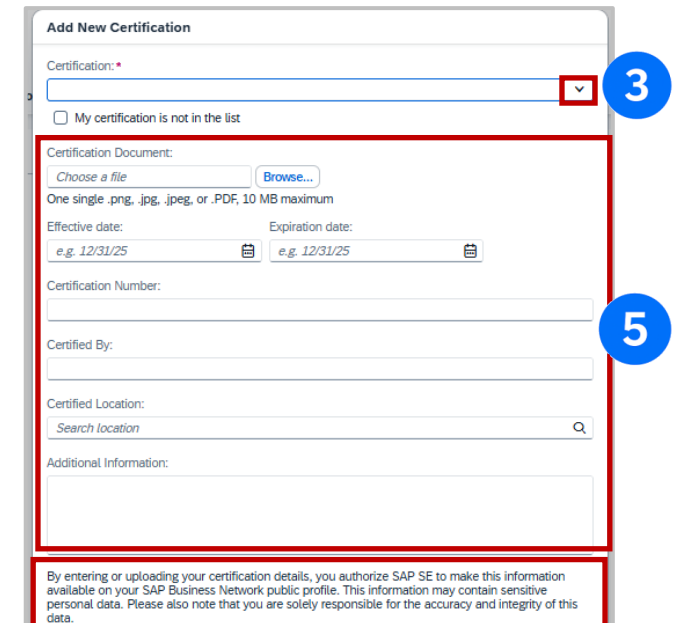 Add New Certification
Certification:*
3
My certification is not in the list
Certification Document:
Choose a file
Browse...
One single .png, .jpg, .jpeg, or .PDF, 10 MB maximum
Effective date: Expiration date:
e.g. 12/31/25 e.g. 12/31/25
Certification Number:
5
Certified By:
Certified Location:
Search location
Additional Information:
By entering or uploading your certification details, you authorize SAP SE to make this information
available on your SAP Business Network public profile. This information may contain sensitive
personal data. Please also note that you are solely responsible for the accuracy and integrity of this
data.